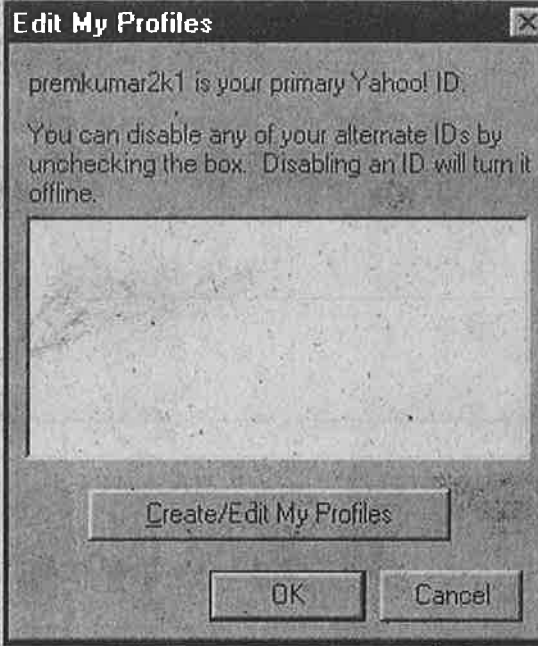 Edit My Profiles
premkumar2k1 is your primary Yahoo! ID.
You can disable any of your alternate IDs by
unchecking the box. Disabling an ID will turn it
offline.
Create/Edit My Profiles
OK
Cancel